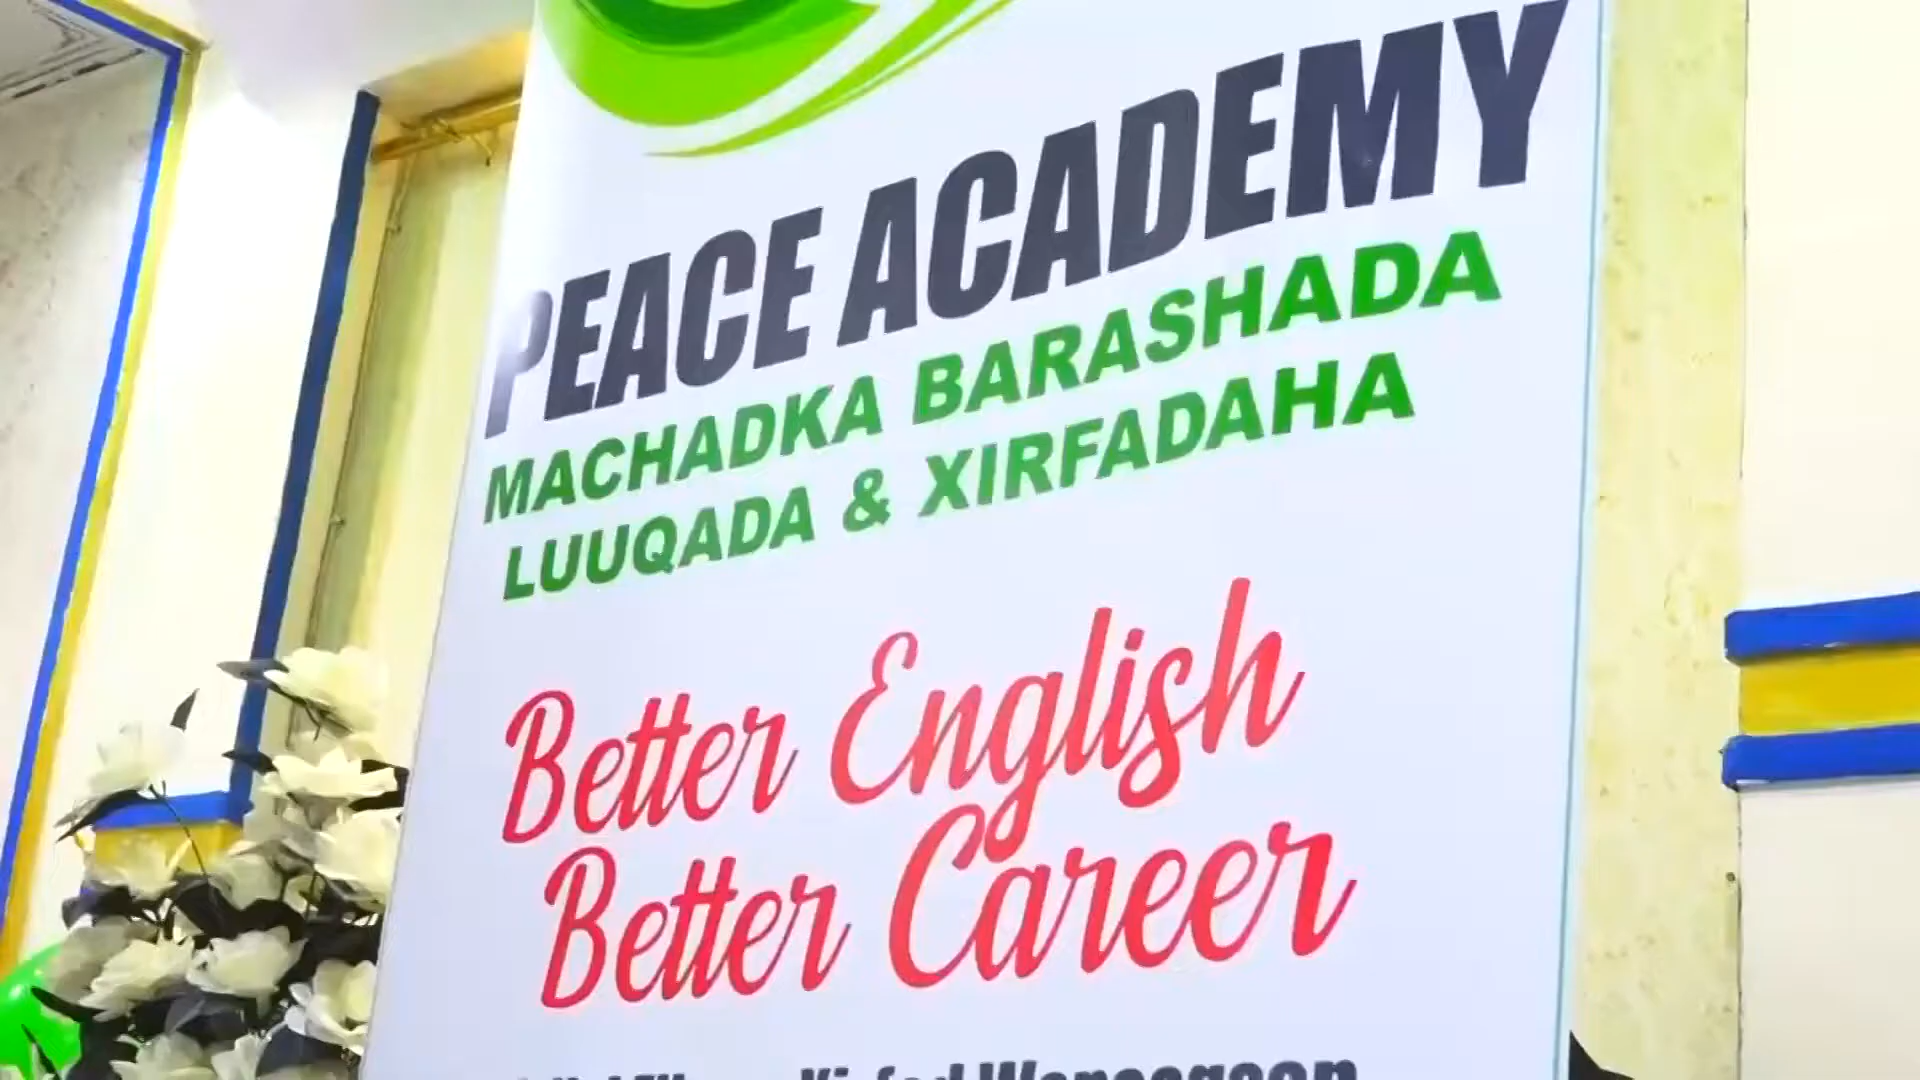 PEACE ACADEMY
MACHADKA BARASHADA
LUUQADA & XIRFADAHA
Better English
Better Career